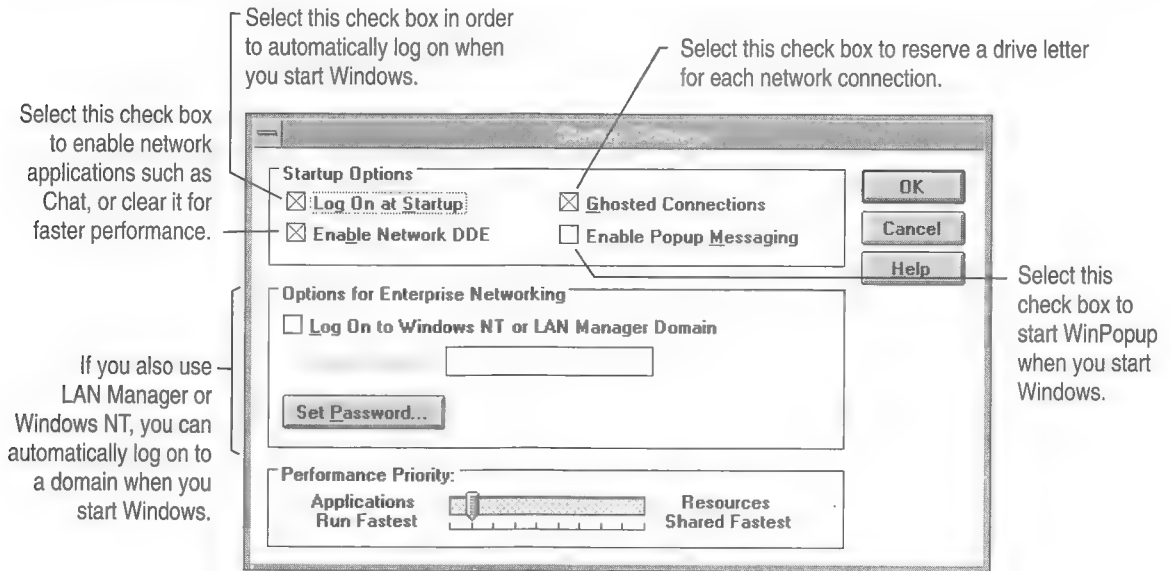 Select this check box in order
to automatically log on when
you start Windows.
Select this check box to reserve a drive letter
for each network connection.
Select this check box
to enable network
applications such as
Chat, or clear it for
faster performance.
Startup Options
Log On at Startup
Ghosted Connections
Enable Network DDE
Enable Popup Messaging
OK
Cancel
Help
Select this
check box to
start WinPopup
when you start
Windows.
Options for Enterprise Networking
Log On to Windows NT or LAN Manager Domain
Set Password...
If you also use
LAN Manager or
Windows NT, you can
automatically log on to
a domain when you
start Windows.
Performance Priority:
Applications
Run Fastest
Resources
Shared Fastest